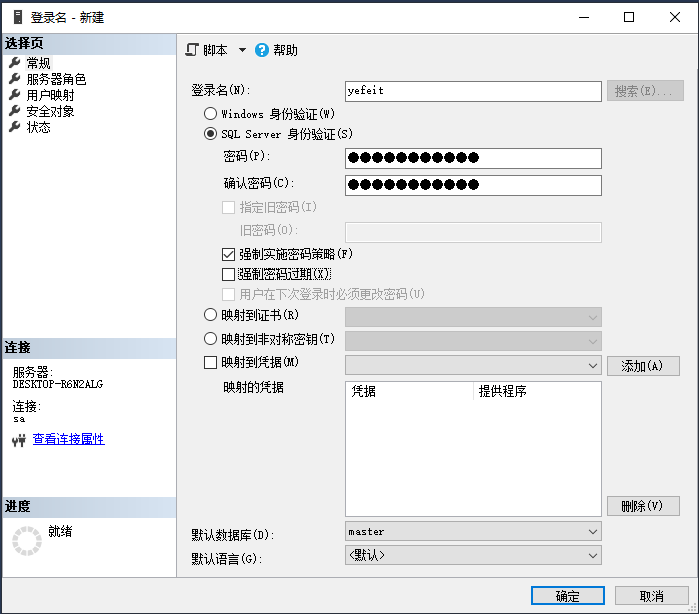 登录名 - 新建
选择页
常规
服务器角色
用户映射
安全对象
状态
连接
服务器:
DESKTOP-R6N2ALG
连接:
sa
查看连接属性
进度
就绪
脚本 帮助
登录名(N): yefeit 搜索(E)...
Windows 身份验证(W)
SQL Server 身份验证(S)
密码(P): ●●●●●●●●●●●
确认密码(C): ●●●●●●●●●●●
指定旧密码(I)
旧密码(O):
强制实施密码策略(F)
强制密码过期(X)
用户在下次登录时必须更改密码(U)
映射到证书(R)
映射到非对称密钥(T)
映射到凭据(M) 添加(A)
映射的凭据 凭据 提供程序
删除(V)
默认数据库(D): master
默认语言(G): <默认>
确定 取消